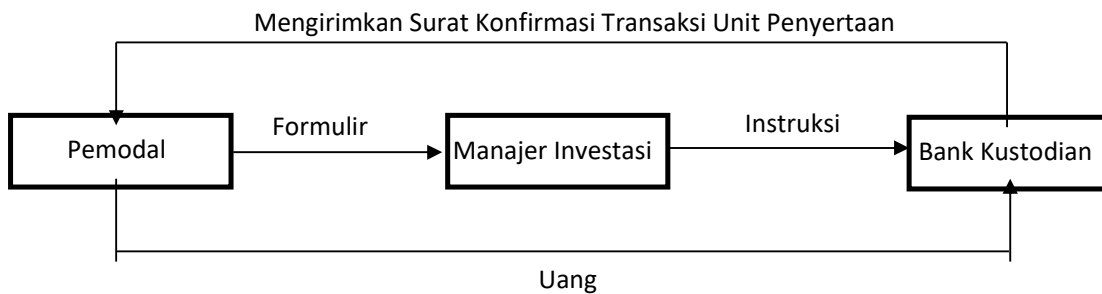 Mengirimkan Surat Konfirmasi Transaksi Unit Penyertaan
Formulir
Instruksi
Pemodal
Manajer Investasi
Bank Kustodian
Uang